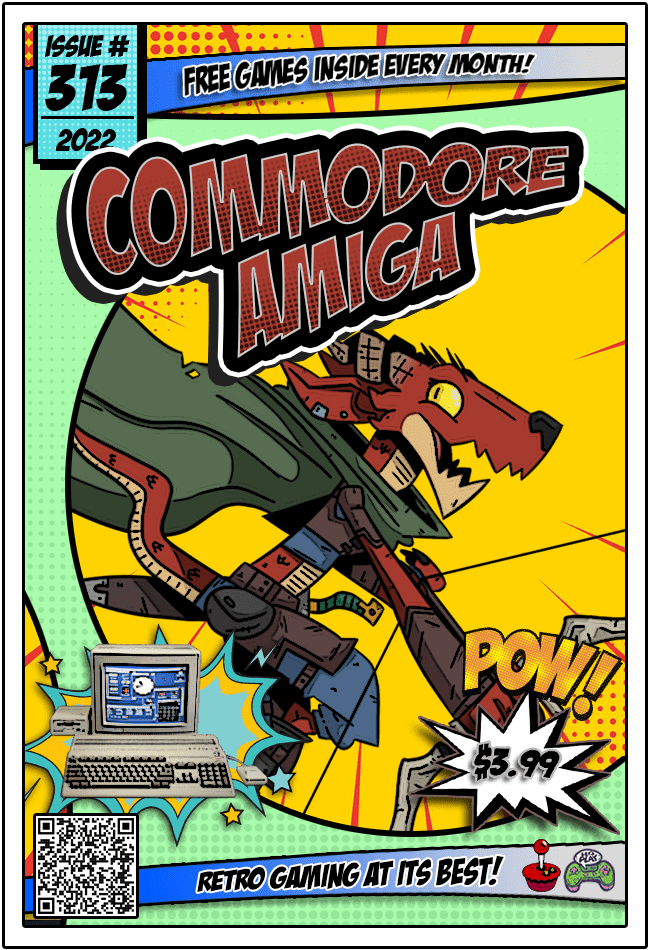 ISSUE #
313
2022
FREE GAMES INSIDE EVERY MONTH!
COMMODORE
AMIGA
POW!
$3.99
RETRO GAMING AT ITS BEST!